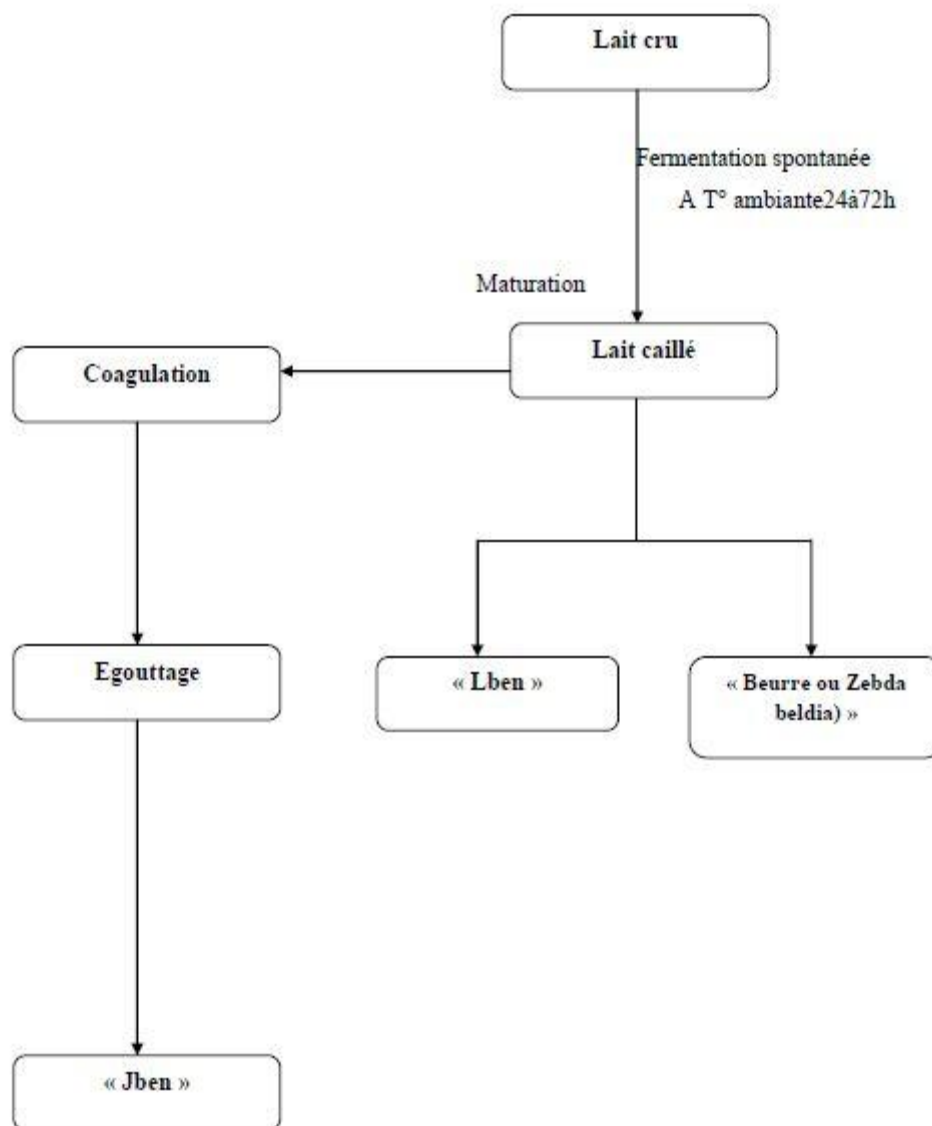 Lait cru
Fermentation spontanée
A T° ambiante24à72h
Maturation
Lait caillé
Coagulation
Egouttage
« Lben »
« Beurre ou Zebda
beldia) »
« Jben »